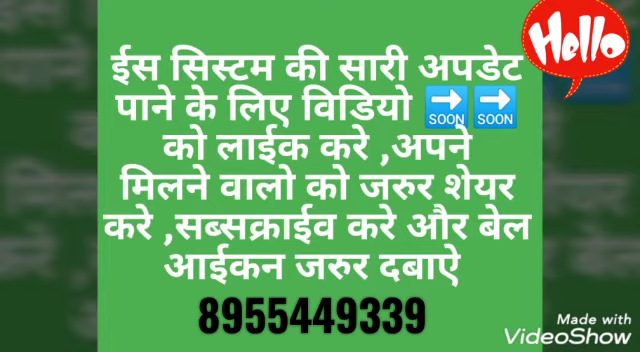 Hello
ईस सिस्टम की सारी अपडेट
पाने के लिए विडियो ➡️SOON ➡️SOON
को लाईक करे ,अपने
मिलने वालो को जरुर शेयर
करे ,सब्सक्राईव करे और बेल
आईकन जरुर दबाऐ
8955449339
Made with
VideoShow